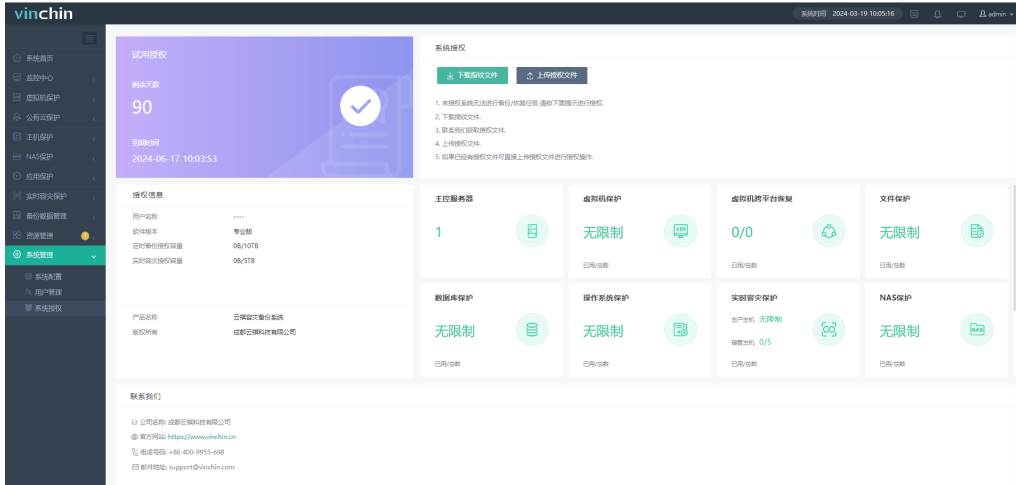 vinchin
系统时间 2024-03-19 10:05:16
admin
系统首页
监控中心
虚拟机保护
公有云保护
主机保护
NAS保护
应用保护
实时容灾保护
备份数据管理
资源管理
系统管理
系统配置
用户管理
系统授权
试用授权
剩余天数
90
到期时间
2024-06-17 10:03:53
系统授权
下载指纹文件 上传授权文件
1. 未授权系统无法进行备份/恢复任务,请按下面提示进行授权.
2. 下载指纹文件.
3. 联系我们获取授权文件.
4. 上传授权文件.
5. 如果已经有授权文件可直接上传授权文件进行授权操作.
授权信息
用户名称 ----
软件版本 专业版
定时备份授权容量 0B/10TB
实时容灾授权容量 0B/5TB
产品名称 云祺容灾备份系统
版权所有 成都云祺科技有限公司
主控服务器
1
虚拟机保护
无限制
vm
已用/总数
虚拟机跨平台恢复
0/0
已用/总数
文件保护
无限制
已用/总数
数据库保护
无限制
已用/总数
操作系统保护
无限制
已用/总数
实时容灾保护
生产主机 无限制
接管主机 0/5
已用/总数
NAS保护
无限制
NAS
已用/总数
联系我们
公司名称: 成都云祺科技有限公司
官方网站: https://www.vinchin.cn
电话号码: +86 400-9955-698
邮件地址: support@vinchin.com